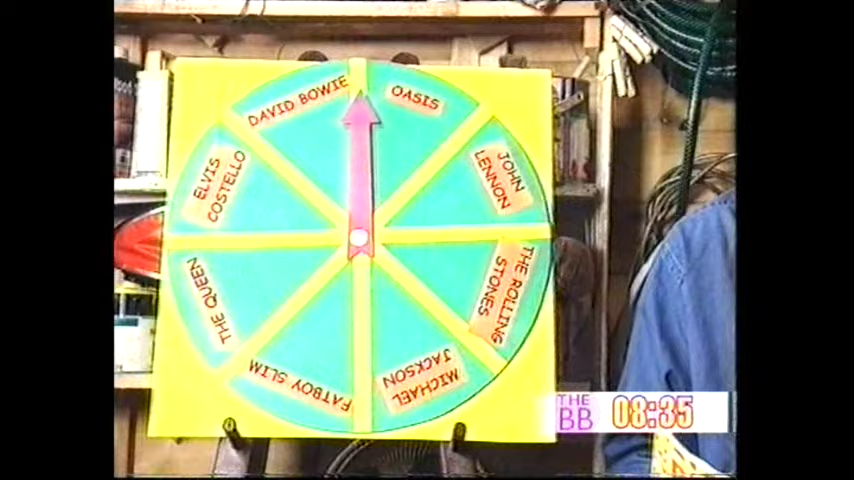 DAVID BOWIE
OASIS
JOHN
LENNON
THE ROLLING
STONES
MICHAEL
JACKSON
FATBOY SLIM
THE QUEEN
ELVIS
COSTELLO
THE
BB
08:35